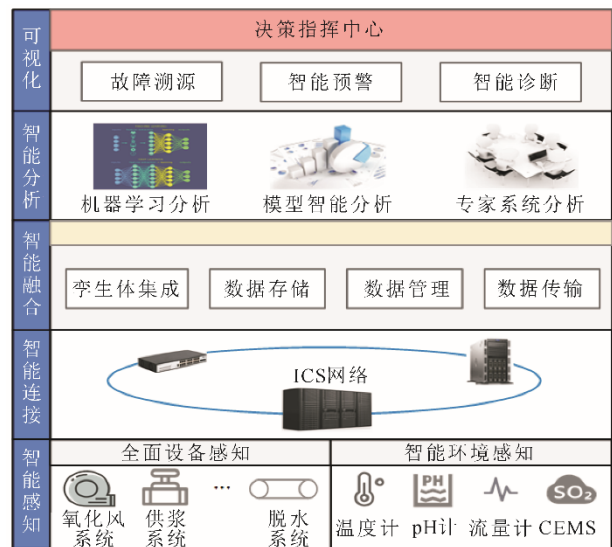 可视化
决策指挥中心
故障溯源 智能预警 智能诊断
智能分析
机器学习分析 模型智能分析 专家系统分析
智能融合
孪生体集成 数据存储 数据管理 数据传输
智能连接
ICS网络
智能感知
全面设备感知 智能环境感知
氧化风系统
供浆系统
…
脱水系统
PH
SO₂
温度计 pH计 流量计 CEMS